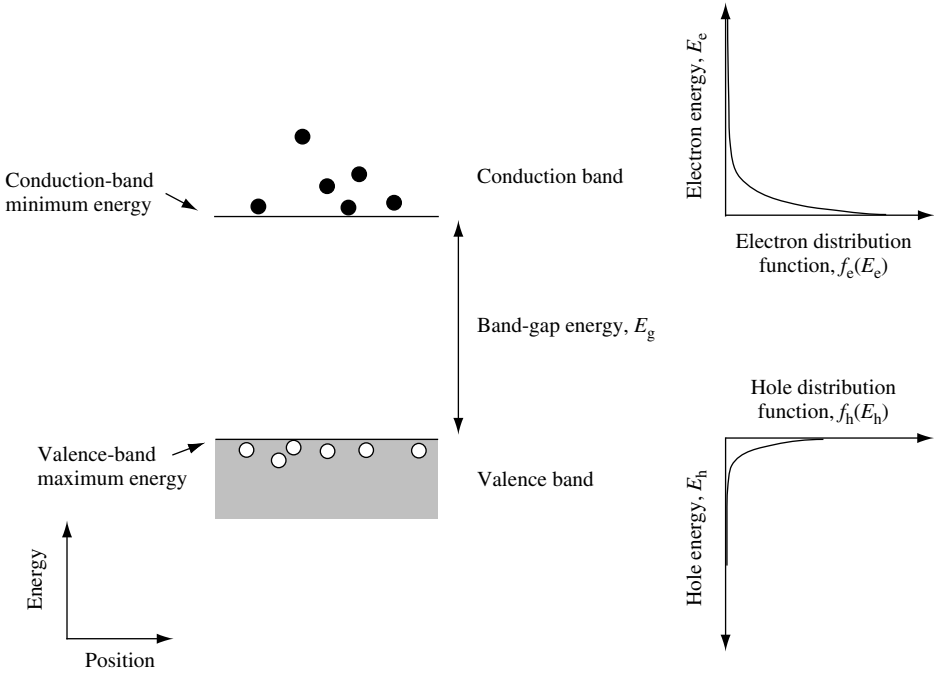 Conduction-band
minimum energy
Conduction band
Band-gap energy, E_g
Valence-band
maximum energy
Valence band
Energy
Position
Electron energy, E_e
Electron distribution
function, f_e(E_e)
Hole distribution
function, f_h(E_h)
Hole energy, E_h